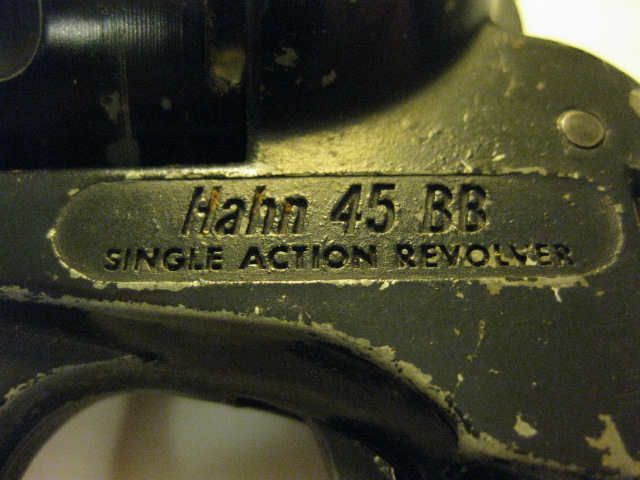 Hahn 45 BB
SINGLE ACTION REVOLVER